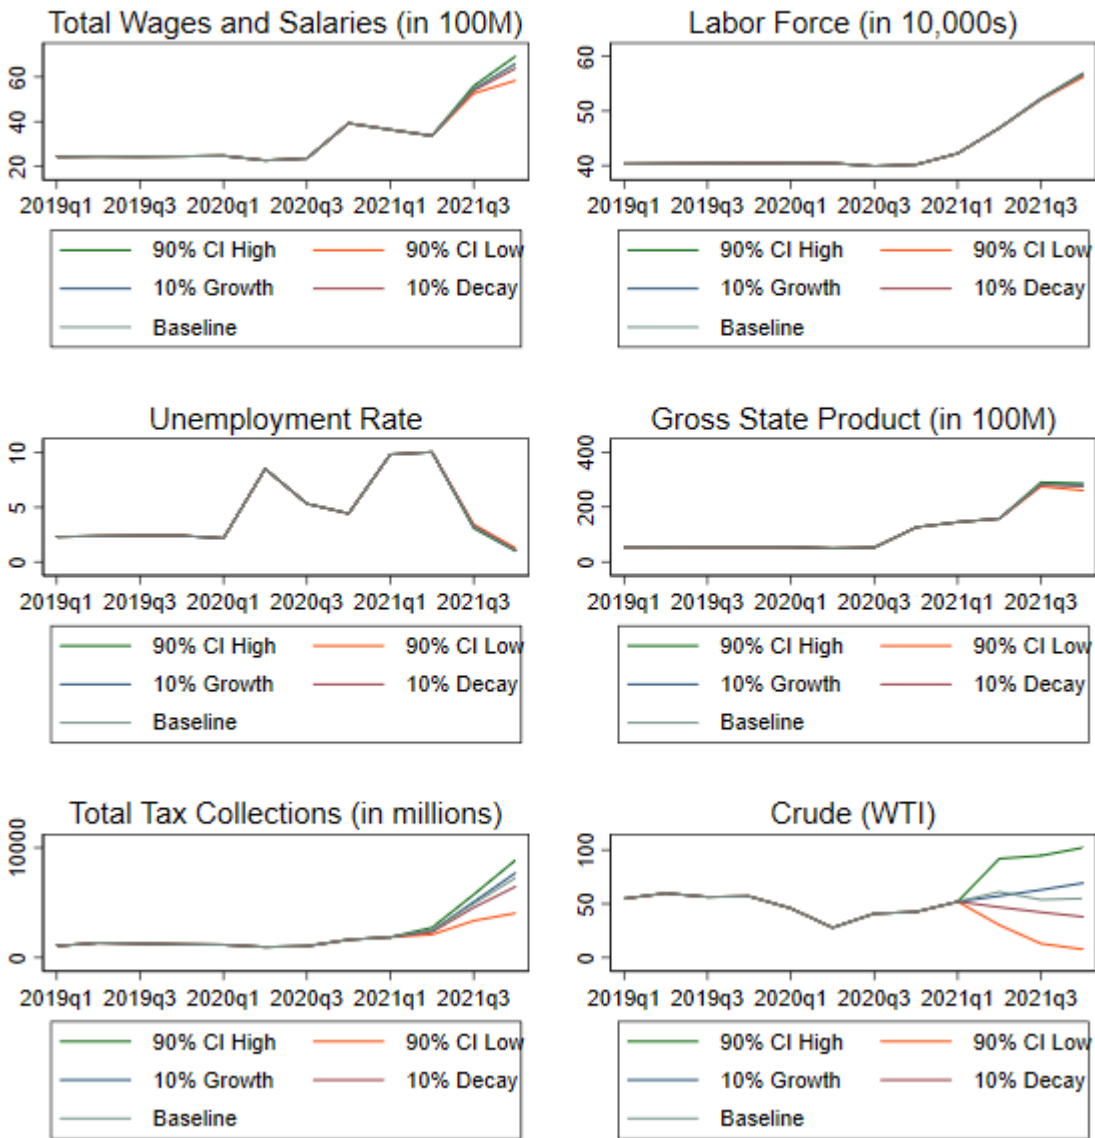 Total Wages and Salaries (in 100M)
20 40 60
2019q1 2019q3 2020q1 2020q3 2021q1 2021q3
90% CI High 90% CI Low
10% Growth 10% Decay
Baseline
Labor Force (in 10,000s)
40 50 60
2019q1 2019q3 2020q1 2020q3 2021q1 2021q3
90% CI High 90% CI Low
10% Growth 10% Decay
Baseline
Unemployment Rate
0 5 10
2019q1 2019q3 2020q1 2020q3 2021q1 2021q3
90% CI High 90% CI Low
10% Growth 10% Decay
Baseline
Gross State Product (in 100M)
0 200 400
2019q1 2019q3 2020q1 2020q3 2021q1 2021q3
90% CI High 90% CI Low
10% Growth 10% Decay
Baseline
Total Tax Collections (in millions)
0 10000
2019q1 2019q3 2020q1 2020q3 2021q1 2021q3
90% CI High 90% CI Low
10% Growth 10% Decay
Baseline
Crude (WTI)
0 50 100
2019q1 2019q3 2020q1 2020q3 2021q1 2021q3
90% CI High 90% CI Low
10% Growth 10% Decay
Baseline